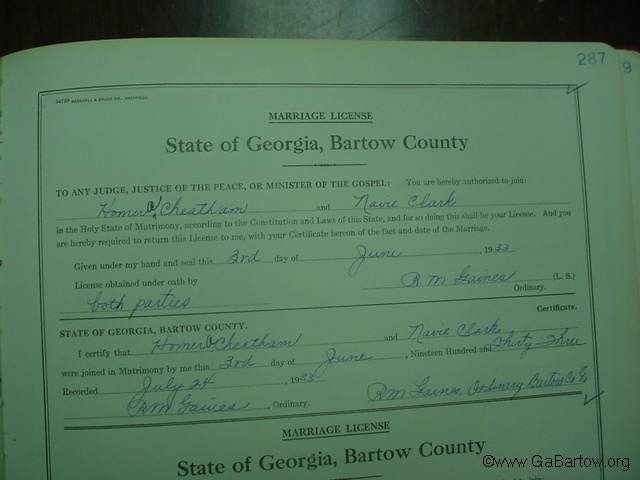 287
9
MARRIAGE LICENSE
State of Georgia, Bartow County
TO ANY JUDGE, JUSTICE OF THE PEACE, OR MINISTER OF THE GOSPEL: You are hereby authorized to join:
Homer Cheatham and Navie Clark
in the Holy State of Matrimony, according to the Constitution and Laws of this State, and for so doing this shall be your License. And you
are hereby required to return this License to me, with your Certificate hereon of the fact and date of the Marriage.
Given under my hand and seal this 3rd day of June, 1933
License obtained under oath by R M Gaines (L. S.)
both parties Ordinary.
Certificate.
STATE OF GEORGIA, BARTOW COUNTY.
I certify that Homer Cheatham and Navie Clark
were joined in Matrimony by me this 3rd day of June, Nineteen Hundred and Thirty-Three
Recorded July 24, 1933 RM Gaines Ordinary Bartow Co Ga
RM Gaines, Ordinary.
MARRIAGE LICENSE
State of Georgia, Bartow County
©www.GaBartow.org